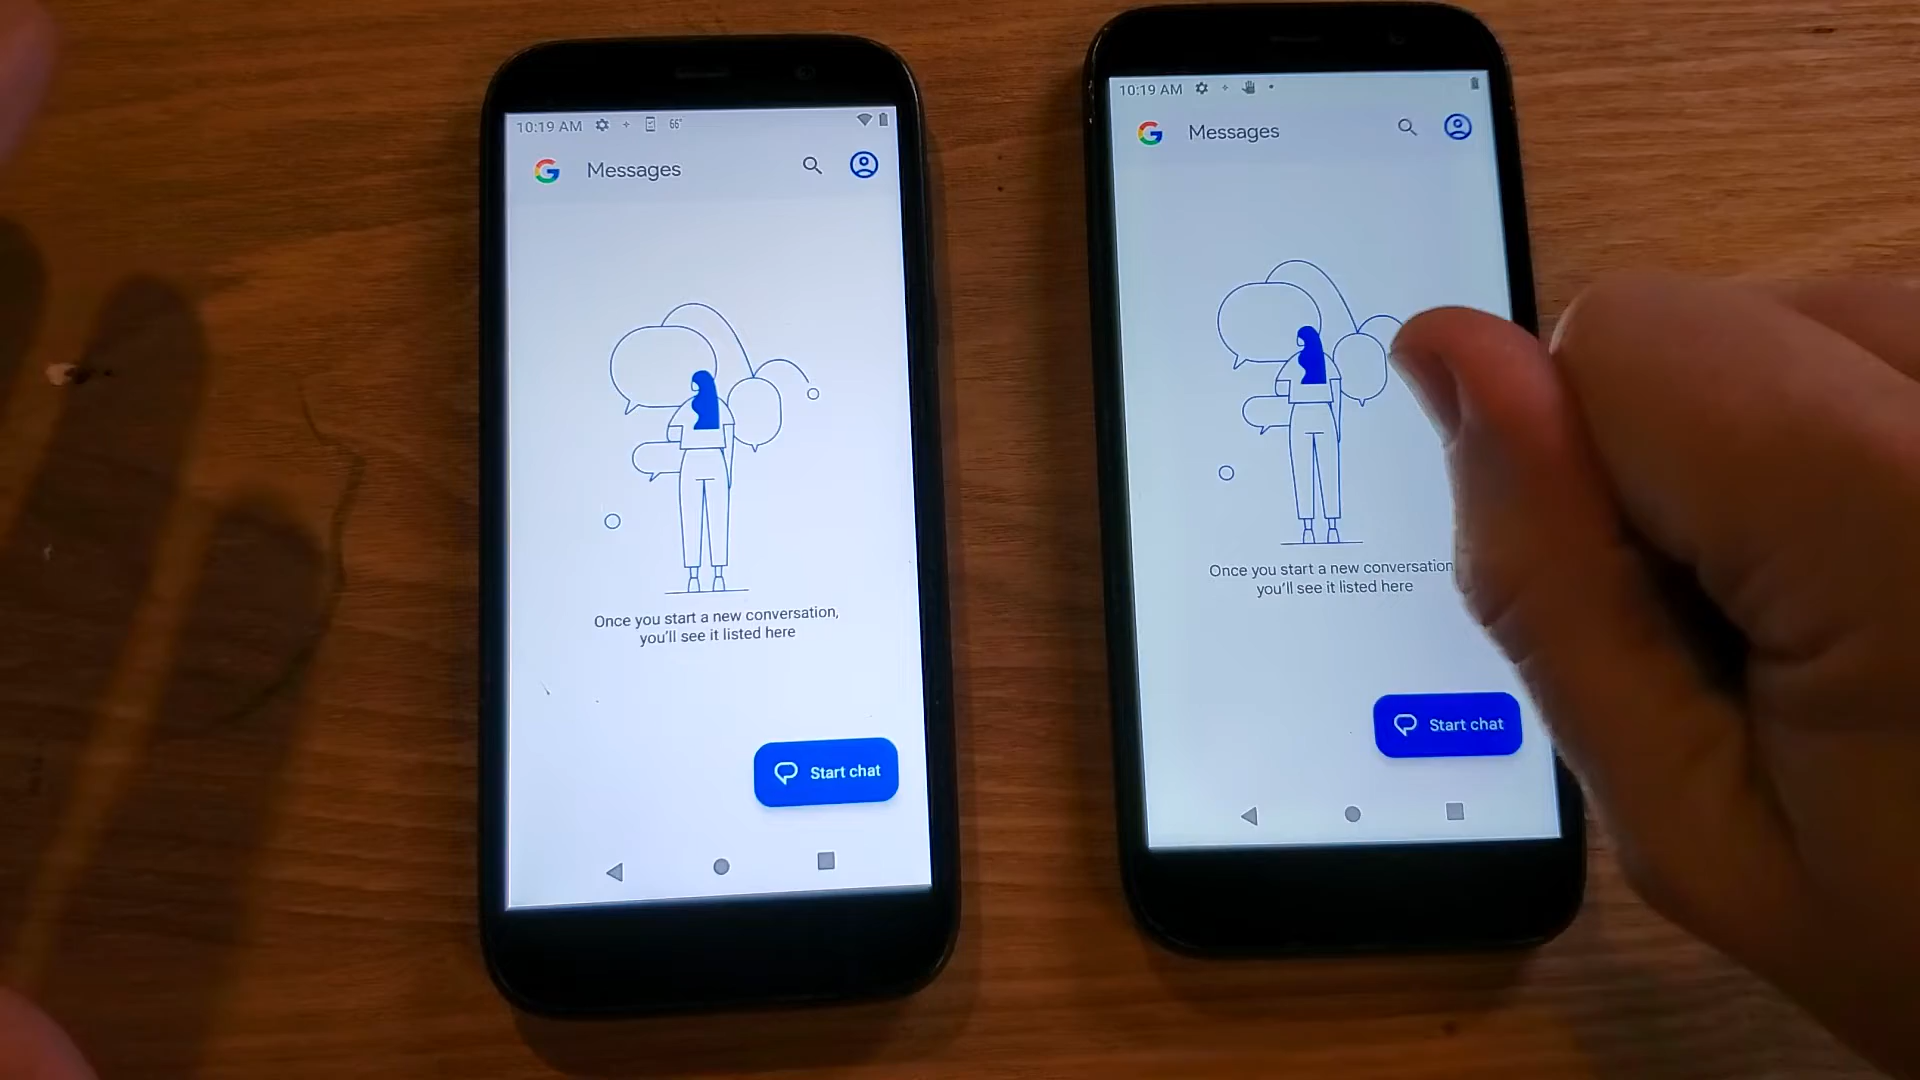 10:19 AM 66°
Messages
Once you start a new conversation,
you'll see it listed here
Start chat
10:19 AM
Messages
Once you start a new conversation
you'll see it listed here
Start chat